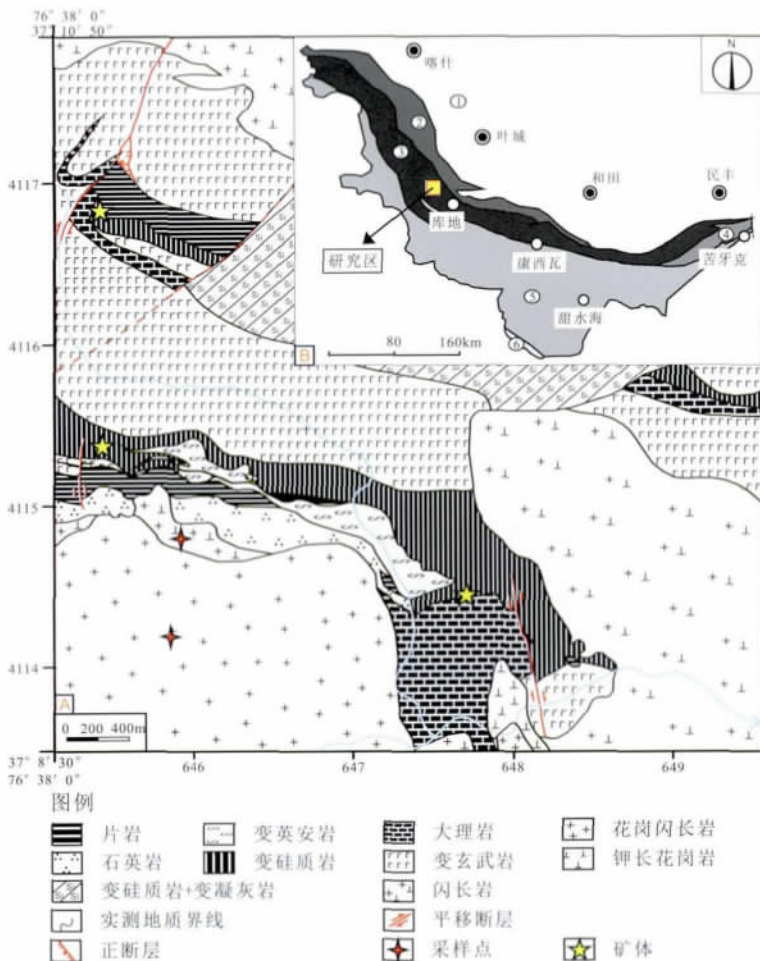 76° 38′ 0″
37° 10′ 50″
4117
4116
4115
4114
喀什
N
①
②
叶城
③
和田
民丰
库地
④
苦牙克
研究区
康西瓦
⑤
甜水海
80 160km
⑥
B
A
0 200 400m
37° 8′ 30″
76° 38′ 0″
646 647 648 649
图例
片岩 变英安岩 大理岩 花岗闪长岩
石英岩 变硅质岩 变玄武岩 钾长花岗岩
变硅质岩+变凝灰岩 闪长岩
实测地质界线 平移断层
正断层 采样点 矿体